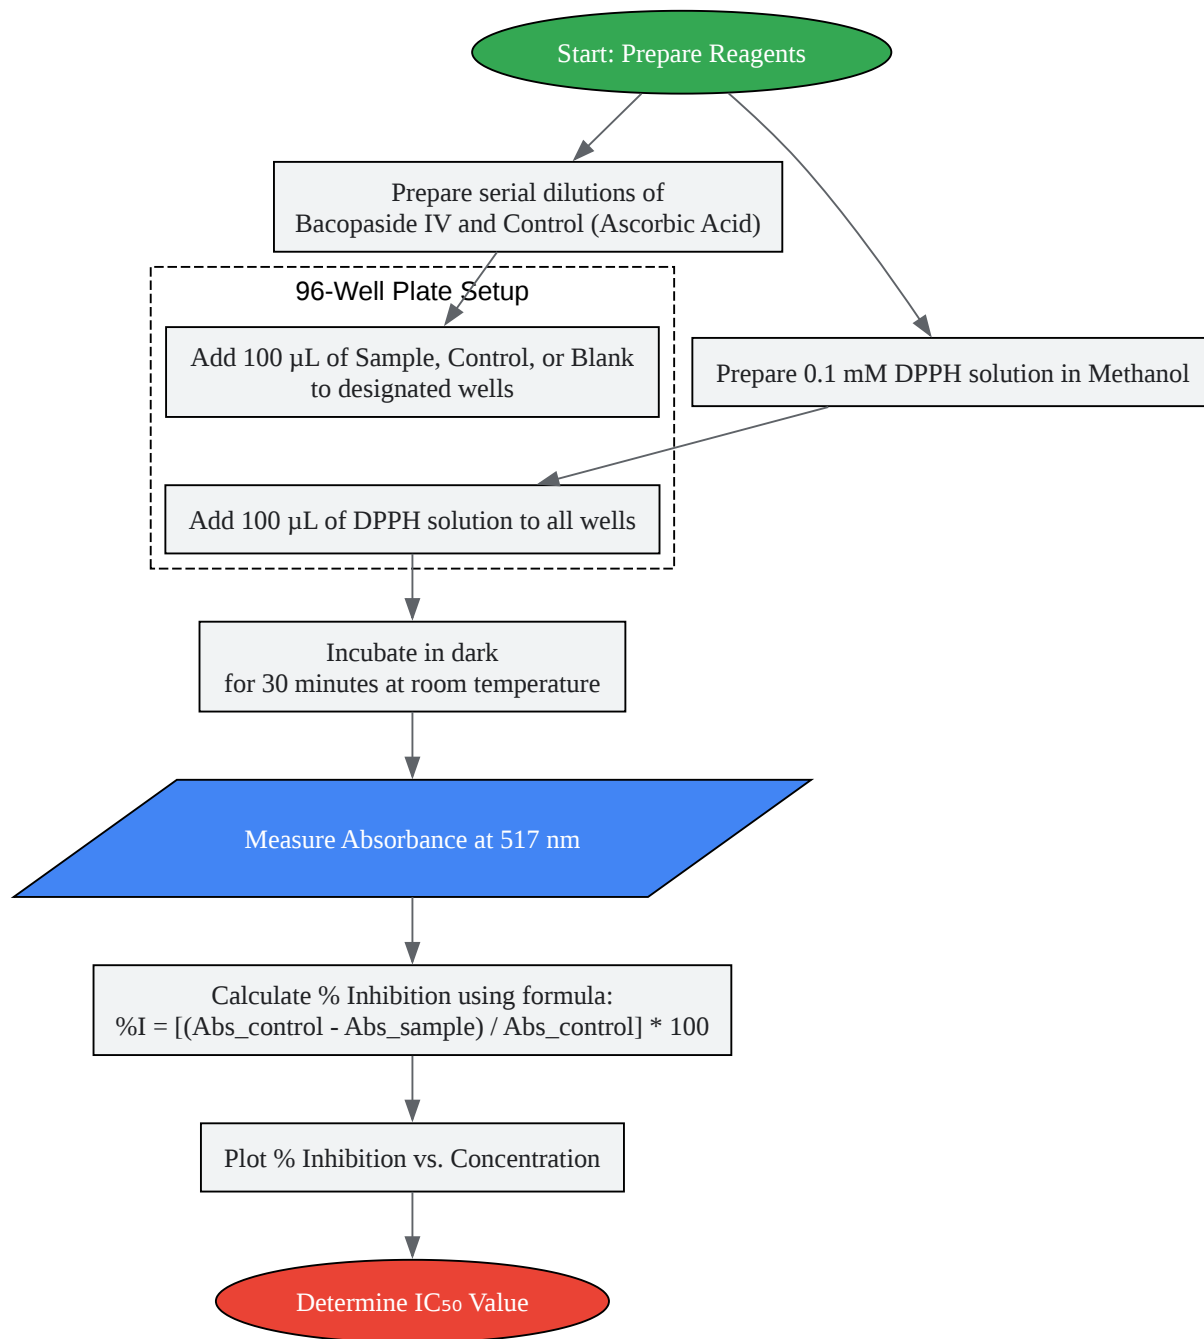 Start: Prepare Reagents
Prepare serial dilutions of
Bacopaside IV and Control (Ascorbic Acid)
96-Well Plate Setup
Add 100 µL of Sample, Control, or Blank
to designated wells
Prepare 0.1 mM DPPH solution in Methanol
Add 100 µL of DPPH solution to all wells
Incubate in dark
for 30 minutes at room temperature
Measure Absorbance at 517 nm
Calculate % Inhibition using formula:
%I = [(Abs_control - Abs_sample) / Abs_control] * 100
Plot % Inhibition vs. Concentration
Determine IC₅₀ Value